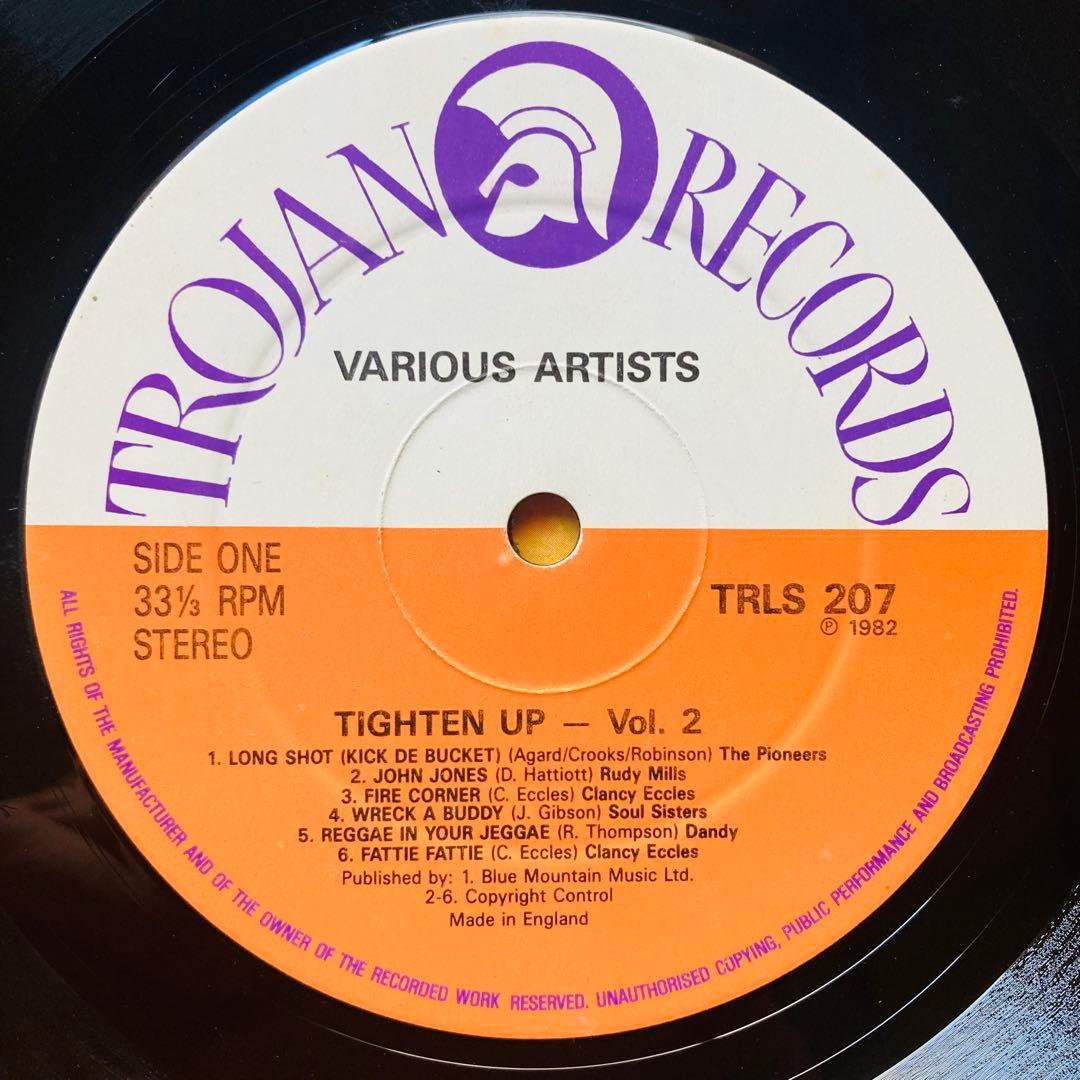 TROJAN RECORDS
VARIOUS ARTISTS
SIDE ONE
33⅓ RPM
STEREO
TRLS 207
℗ 1982
TIGHTEN UP — Vol. 2
1. LONG SHOT (KICK DE BUCKET) (Agard/Crooks/Robinson) The Pioneers
2. JOHN JONES (D. Hattiott) Rudy Mills
3. FIRE CORNER (C. Eccles) Clancy Eccles
4. WRECK A BUDDY (J. Gibson) Soul Sisters
5. REGGAE IN YOUR JEGGAE (R. Thompson) Dandy
6. FATTIE FATTIE (C. Eccles) Clancy Eccles
Published by: 1. Blue Mountain Music Ltd.
2-6. Copyright Control
Made in England
ALL RIGHTS OF THE MANUFACTURER AND OF THE OWNER OF THE RECORDED WORK RESERVED. UNAUTHORISED COPYING, PUBLIC PERFORMANCE AND BROADCASTING PROHIBITED.